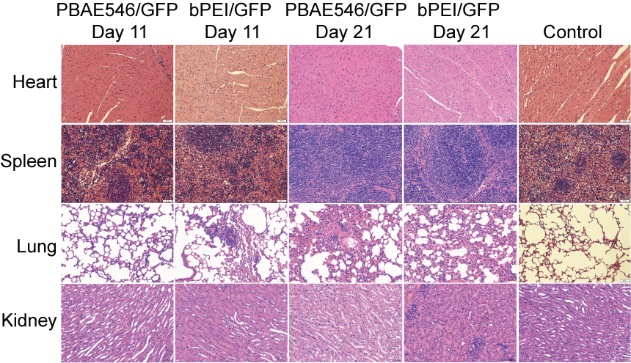 PBAE546/GFP bPEI/GFP PBAE546/GFP bPEI/GFP
Day 11 Day 11 Day 21 Day 21 Control
Heart
Spleen
Lung
Kidney